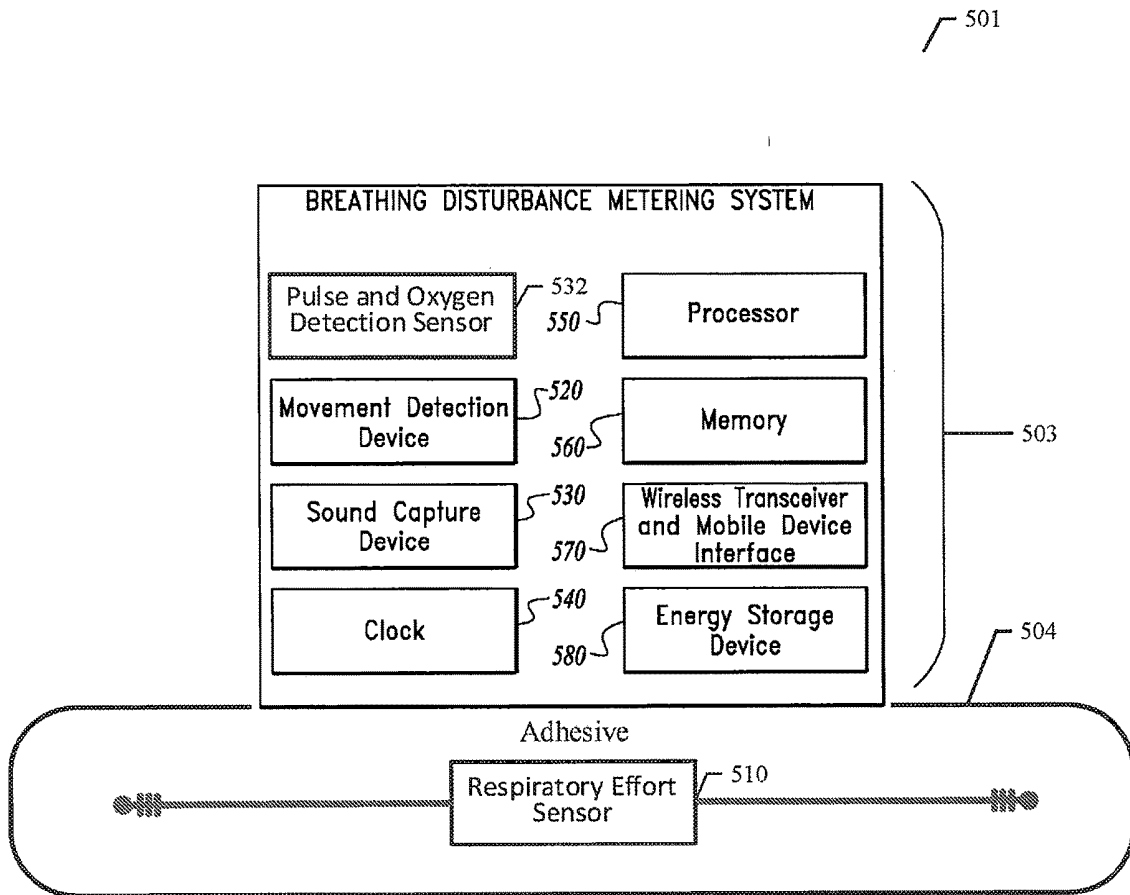 501
BREATHING DISTURBANCE METERING SYSTEM
Pulse and Oxygen
Detection Sensor
532
550
Processor
Movement Detection
Device
520
560
Memory
503
Sound Capture
Device
530
570
Wireless Transceiver
and Mobile Device
Interface
Clock
540
580
Energy Storage
Device
504
Adhesive
Respiratory Effort
Sensor
510